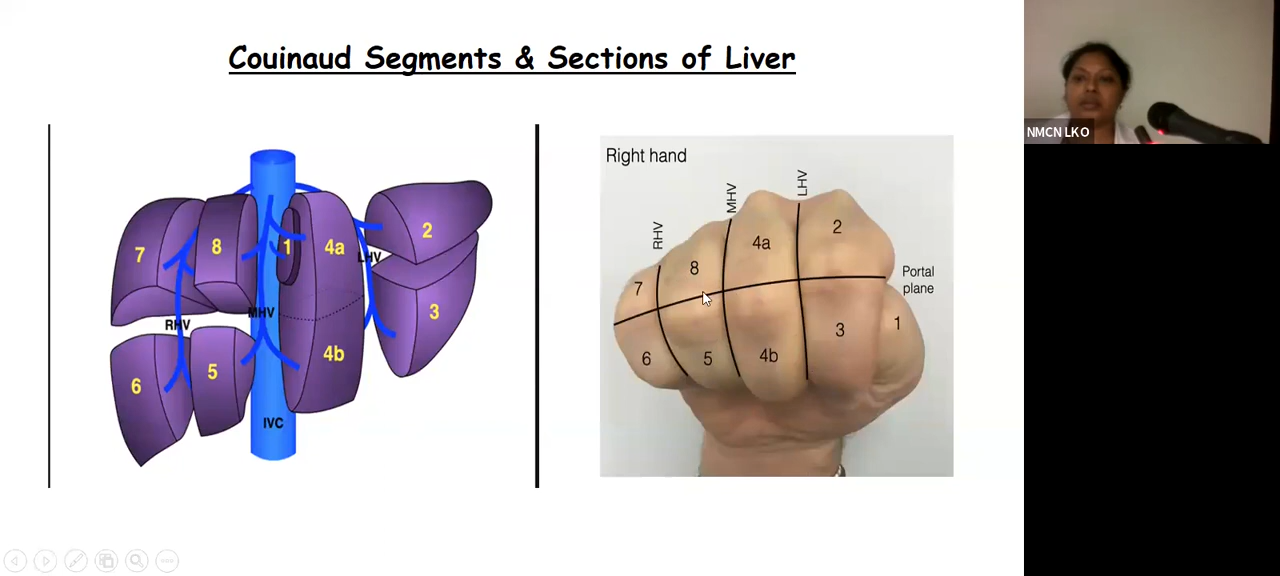 Couinaud Segments & Sections of Liver
7
8
1
4a
2
LHV
3
MHV
RHV
4b
5
6
IVC
Right hand
RHV
MHV
LHV
7
8
4a
2
Portal
plane
6
5
4b
3
1
NMCN LKO